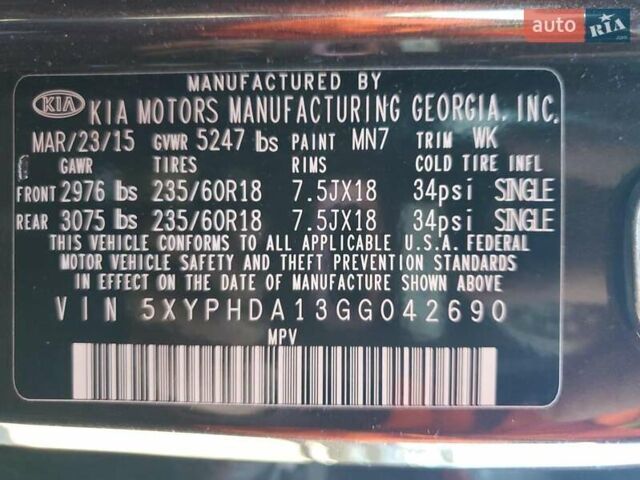 auto RIA .com
MANUFACTURED BY
KIA KIA MOTORS MANUFACTURING GEORGIA, INC.
MAR/23/15 GVWR 5247 lbs PAINT MN7 TRIM WK
GAWR TIRES RIMS COLD TIRE INFL
FRONT 2976 lbs 235/60R18 7.5JX18 34psi SINGLE
REAR 3075 lbs 235/60R18 7.5JX18 34psi SINGLE
THIS VEHICLE CONFORMS TO ALL APPLICABLE U.S.A. FEDERAL
MOTOR VEHICLE SAFETY AND THEFT PREVENTION STANDARDS
IN EFFECT ON THE DATE OF MANUFACTURE SHOWN ABOVE.
VIN 5XYPHDA13GG042690
MPV